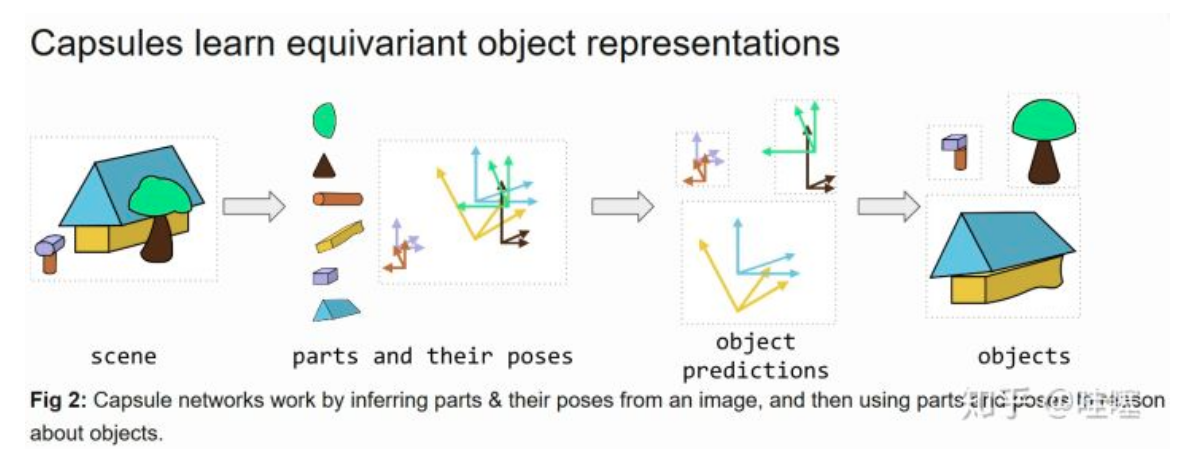 Capsules learn equivariant object representations
scene
parts and their poses
object
predictions
objects
Fig 2: Capsule networks work by inferring parts & their poses from an image, and then using parts and poses to reason
about objects.
知乎 @哇噻